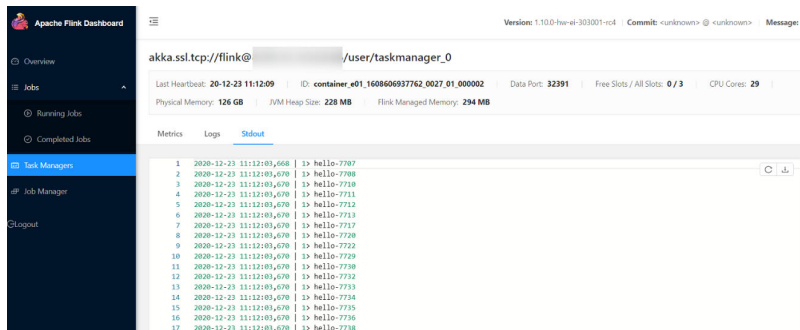 Apache Flink Dashboard
Version: 1.10.0-hw-ei-303001-rc4 Commit: <unknown> @ <unknown> Message:
Overview
Jobs
Running Jobs
Completed Jobs
Task Managers
Job Manager
Logout
akka.ssl.tcp://flink@ /user/taskmanager_0
Last Heartbeat: 20-12-23 11:12:09 ID: container_e01_1608606937762_0027_01_000002 Data Port: 32391 Free Slots / All Slots: 0 / 3 CPU Cores: 29
Physical Memory: 126 GB JVM Heap Size: 228 MB Flink Managed Memory: 294 MB
Metrics Logs Stdout
1 2020-12-23 11:12:03,668 | 1> hello-7707
2 2020-12-23 11:12:03,670 | 1> hello-7708
3 2020-12-23 11:12:03,670 | 1> hello-7710
4 2020-12-23 11:12:03,670 | 1> hello-7711
5 2020-12-23 11:12:03,670 | 1> hello-7712
6 2020-12-23 11:12:03,670 | 1> hello-7713
7 2020-12-23 11:12:03,670 | 1> hello-7717
8 2020-12-23 11:12:03,670 | 1> hello-7720
9 2020-12-23 11:12:03,670 | 1> hello-7722
10 2020-12-23 11:12:03,670 | 1> hello-7729
11 2020-12-23 11:12:03,670 | 1> hello-7730
12 2020-12-23 11:12:03,670 | 1> hello-7732
13 2020-12-23 11:12:03,670 | 1> hello-7733
14 2020-12-23 11:12:03,670 | 1> hello-7734
15 2020-12-23 11:12:03,670 | 1> hello-7735
16 2020-12-23 11:12:03,670 | 1> hello-7736
17 2020-12-23 11:12:03,670 | 1> hello-7738